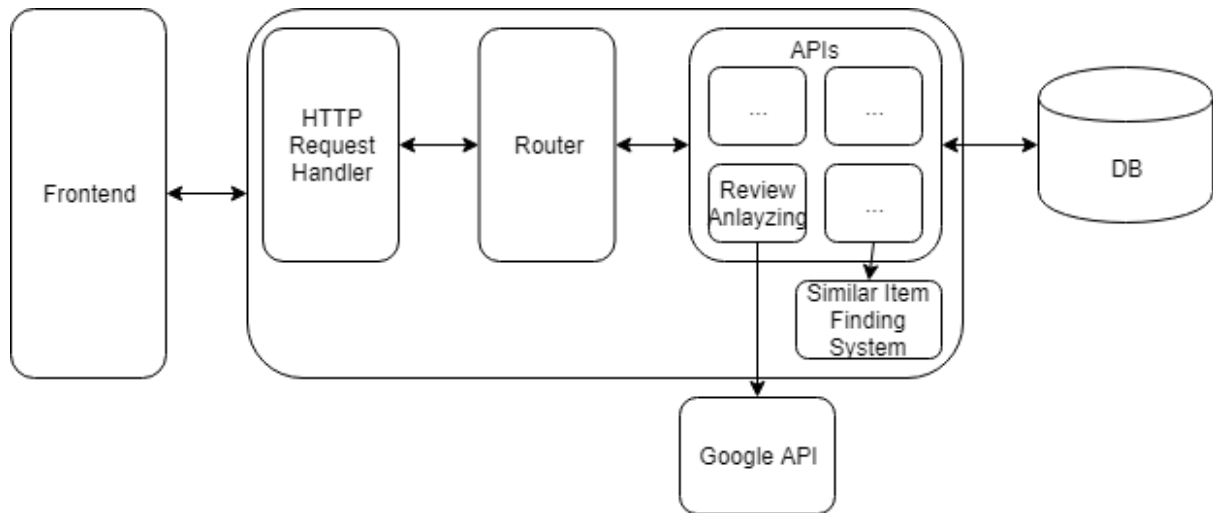 Frontend
HTTP
Request
Handler
Router
APIs
...
...
Review
Anlayzing
...
Similar Item
Finding
System
DB
Google API